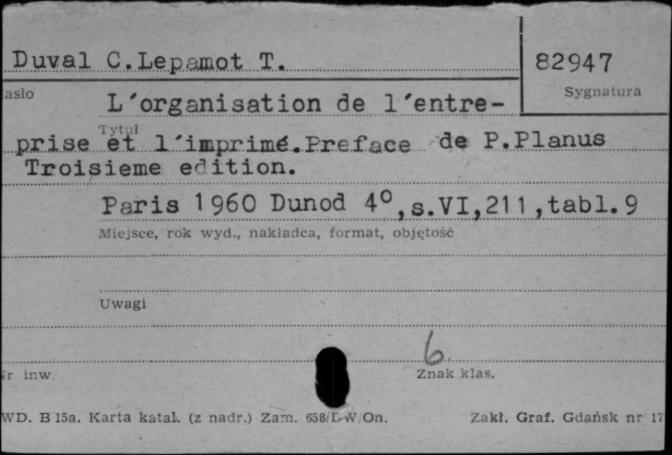 Duval C.Lepamot T.
82947
asło
Sygnatura
L'organisation de l'entre-
Tytuł
prise et l'imprimé.Preface de P.Planus
Troisieme edition.
Paris 1960 Dunod 4°,s.VI,211,tabl.9
Miejsce, rok wyd., nakładca, format, objętość
Uwagi
6
r inw.
Znak klas.
WD. B 15a. Karta katal. (z nadr.) Zam. 658/L W/On.
Zakł. Graf. Gdańsk nr 17